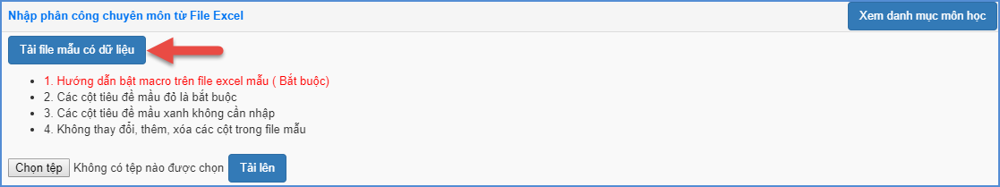 Nhập phân công chuyên môn từ File Excel
Xem danh mục môn học
Tải file mẫu có dữ liệu
1. Hướng dẫn bật macro trên file excel mẫu ( Bắt buộc)
2. Các cột tiêu đề mầu đỏ là bắt buộc
3. Các cột tiêu đề mầu xanh không cần nhập
4. Không thay đổi, thêm, xóa các cột trong file mẫu
Chọn tệp Không có tệp nào được chọn Tải lên